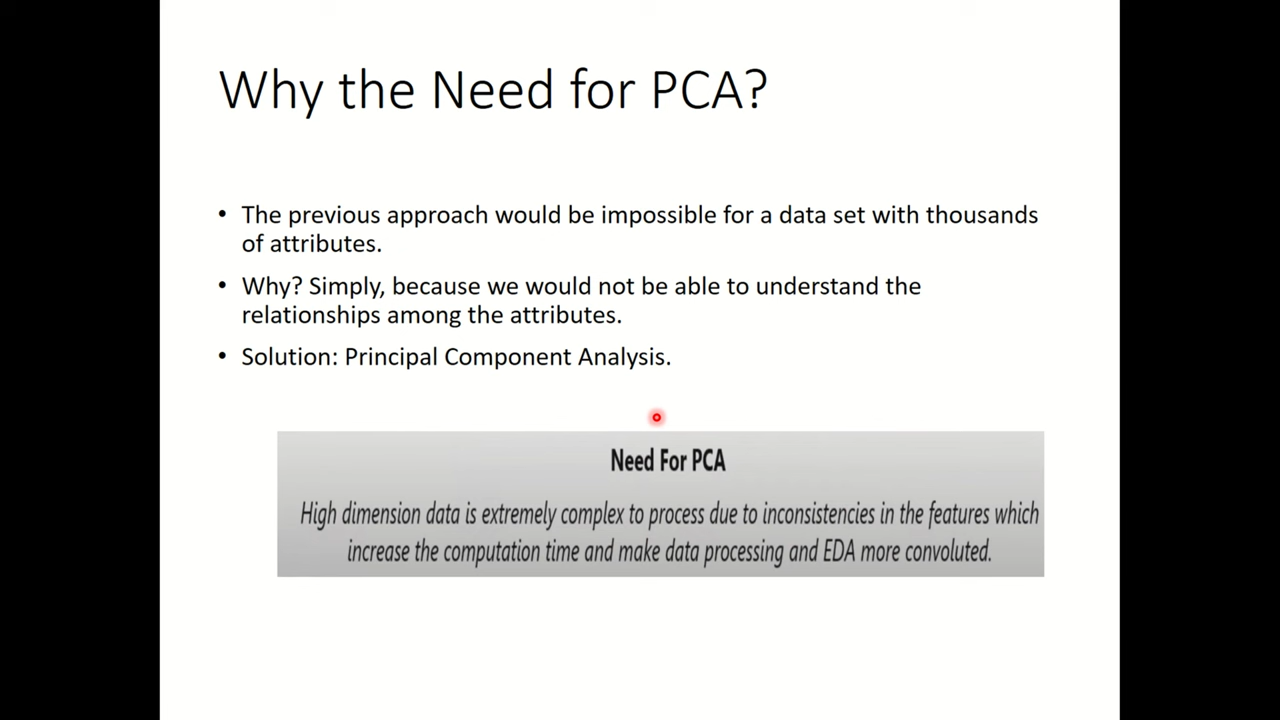 Why the Need for PCA?
• The previous approach would be impossible for a data set with thousands
of attributes.
• Why? Simply, because we would not be able to understand the
relationships among the attributes.
• Solution: Principal Component Analysis.
Need For PCA
High dimension data is extremely complex to process due to inconsistencies in the features which
increase the computation time and make data processing and EDA more convoluted.